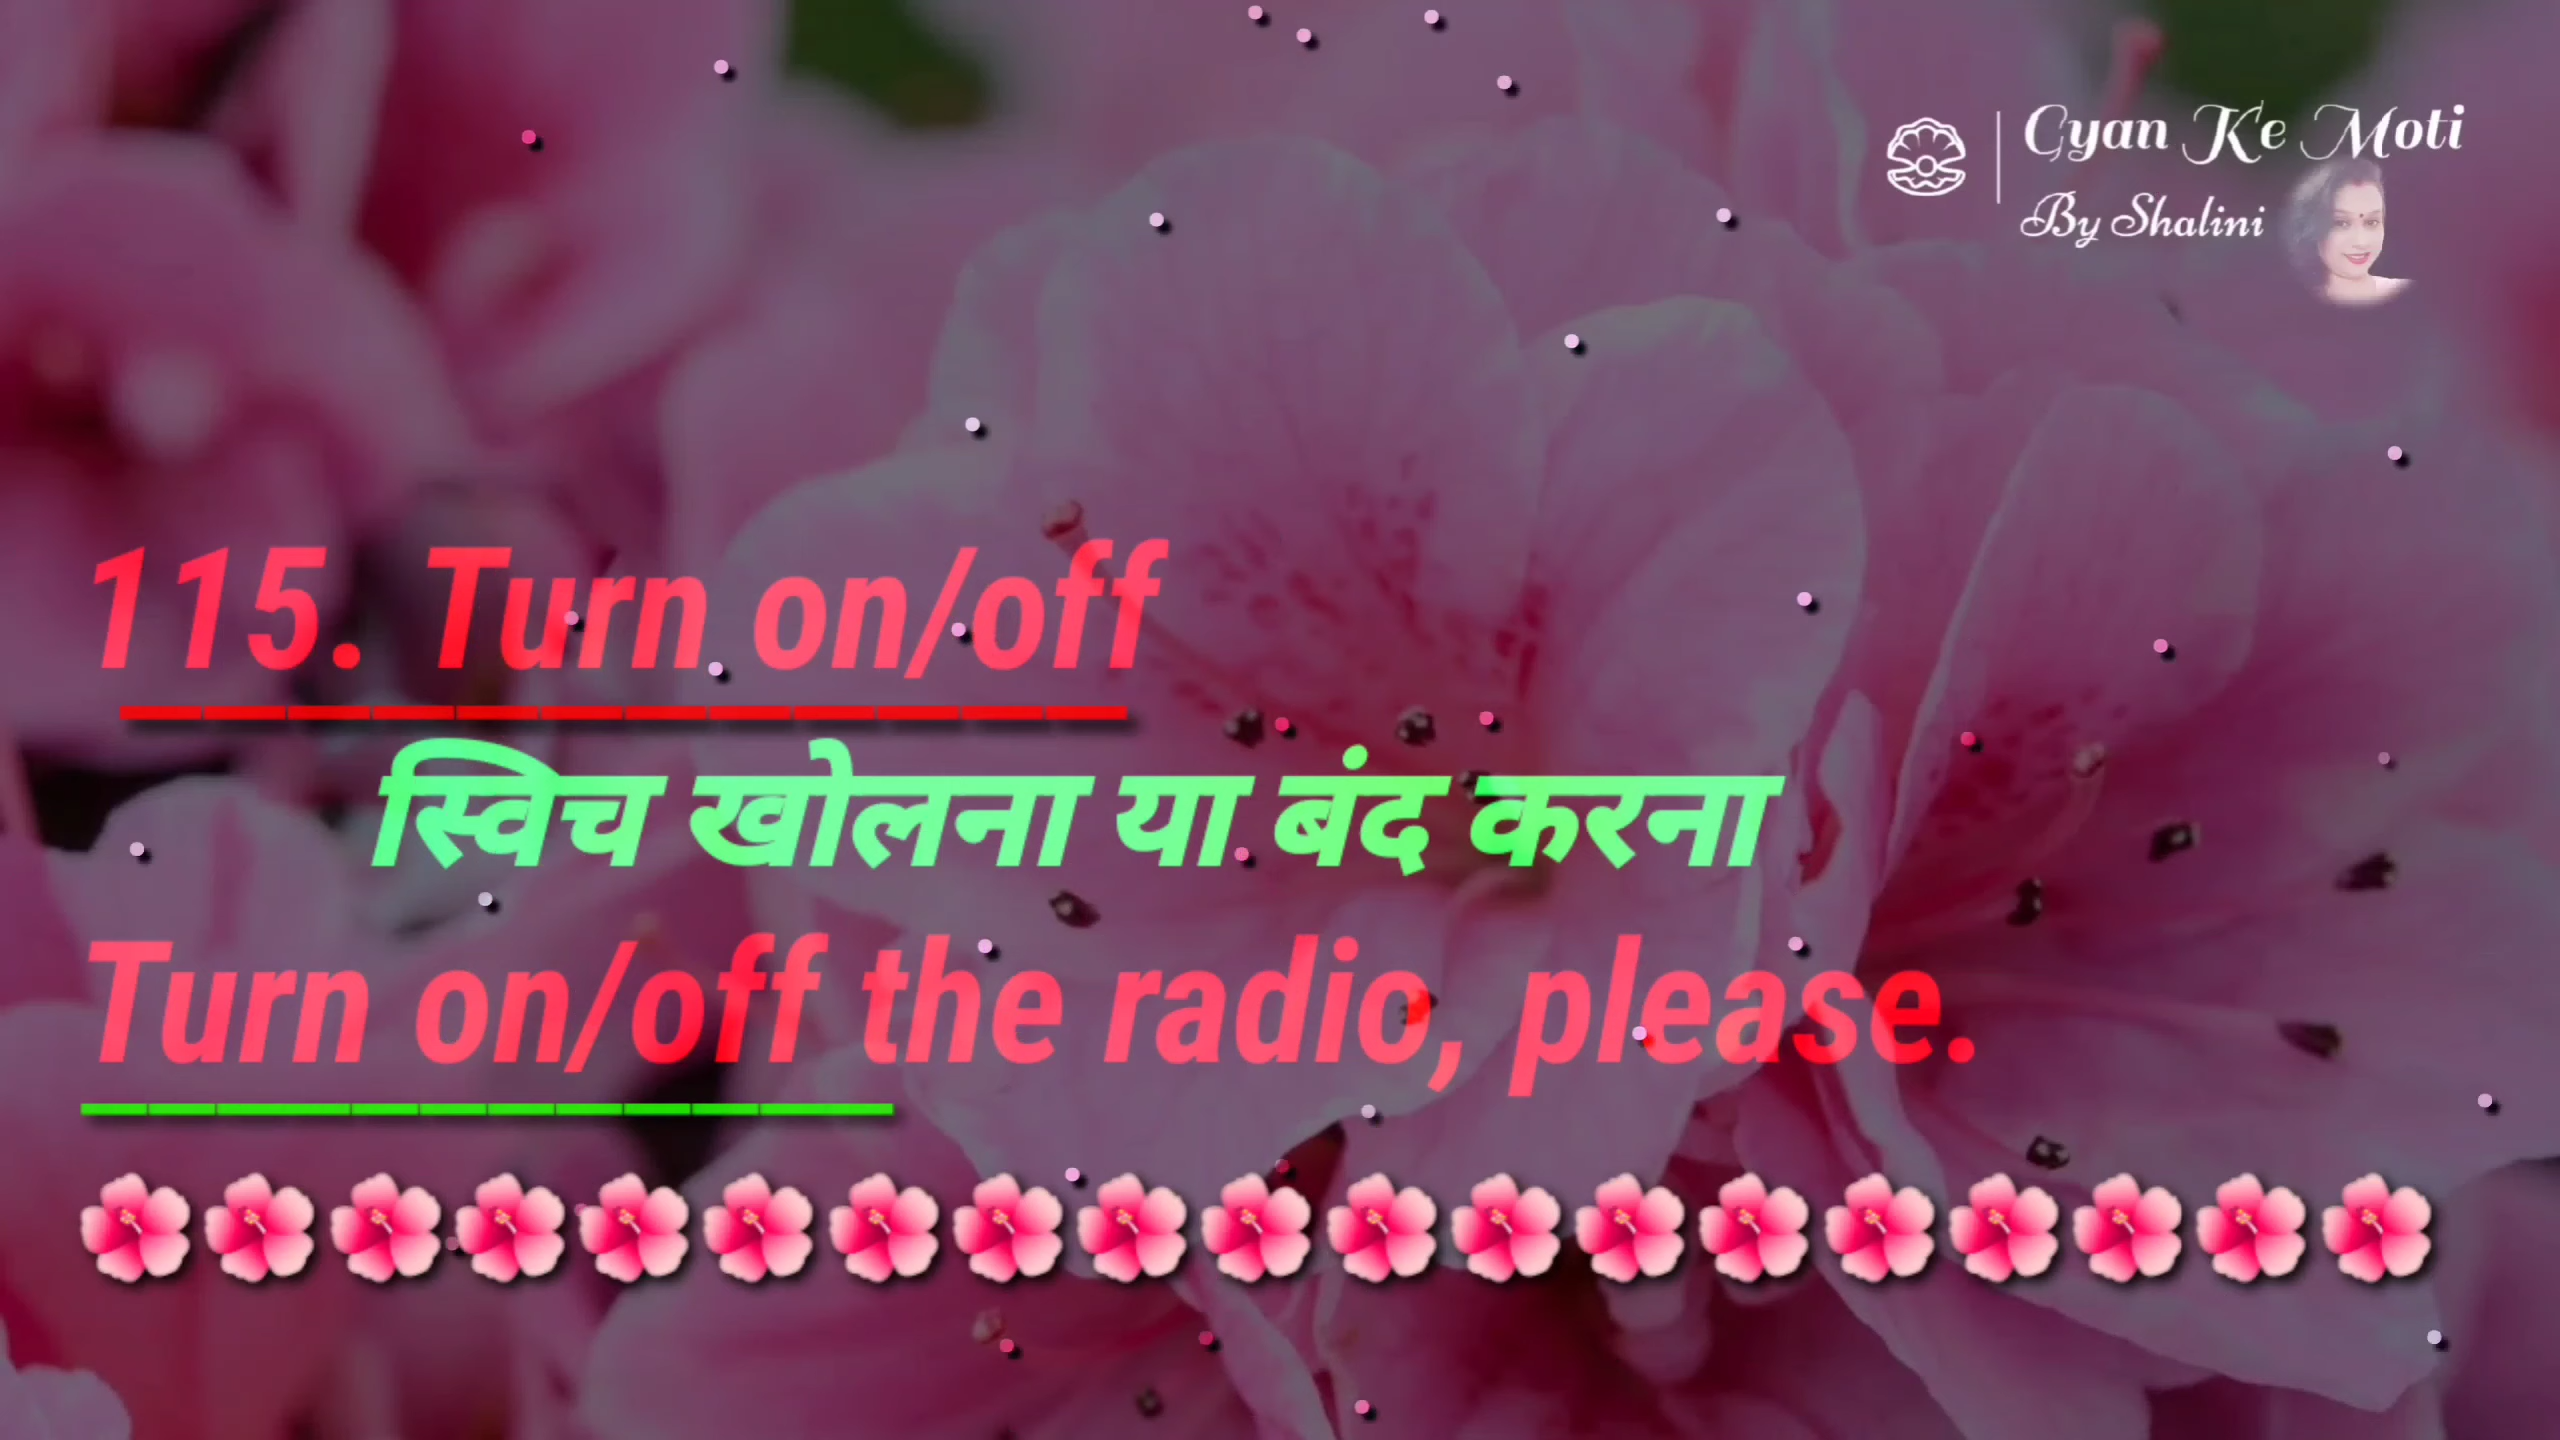 Gyan Ke Moti
By Shalini
115. Turn on/off
स्विच खोलना या बंद करना
Turn on/off the radio, please.